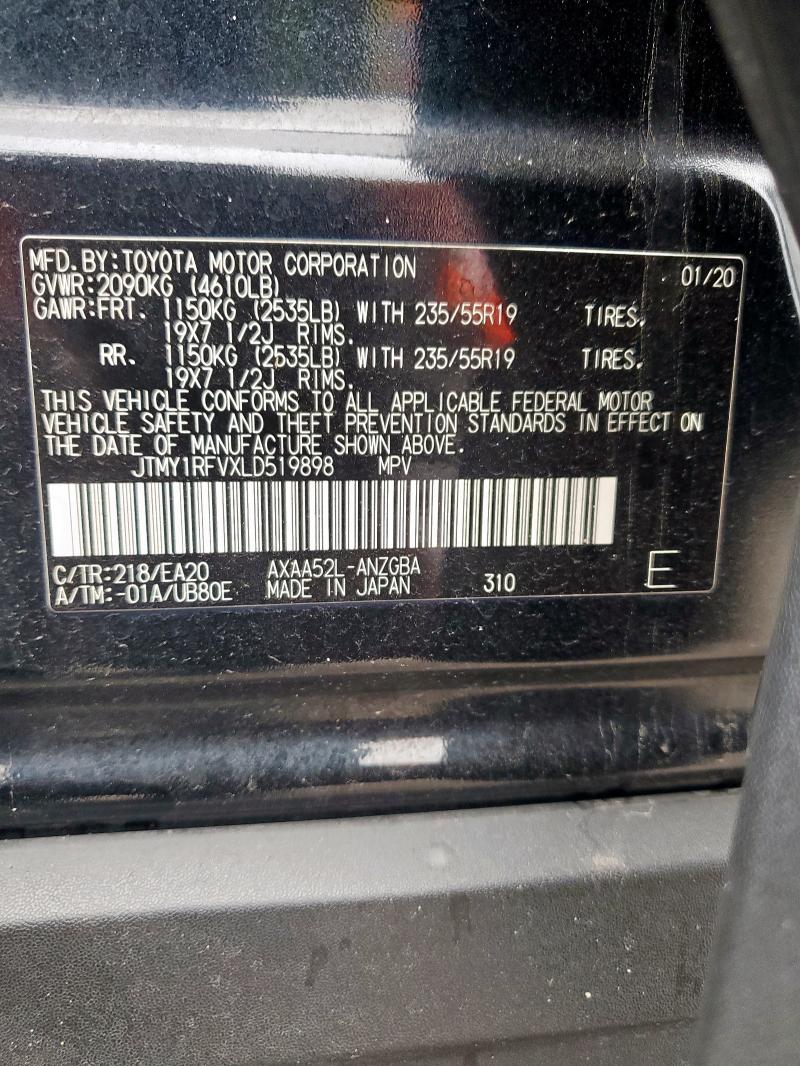 MFD.BY:TOYOTA MOTOR CORPORATION 01/20
GVWR:2090KG (4610LB)
GAWR:FRT. 1150KG (2535LB) WITH 235/55R19 TIRES.
19X7 1/2J RIMS.
RR. 1150KG (2535LB) WITH 235/55R19 TIRES.
19X7 1/2J RIMS.
THIS VEHICLE CONFORMS TO ALL APPLICABLE FEDERAL MOTOR
VEHICLE SAFETY AND THEFT PREVENTION STANDARDS IN EFFECT ON
THE DATE OF MANUFACTURE SHOWN ABOVE.
JTMY1RFVXLD519898 MPV
C/TR:218/EA20 AXAA52L-ANZGBA
A/TM:-01A/UB80E MADE IN JAPAN 310 E